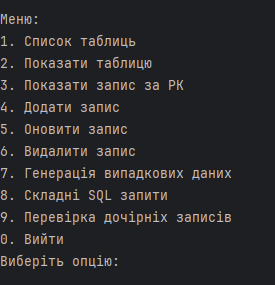 Меню:
1. Список таблиць
2. Показати таблицю
3. Показати запис за PK
4. Додати запис
5. Оновити запис
6. Видалити запис
7. Генерація випадкових даних
8. Складні SQL запити
9. Перевірка дочірніх записів
0. Вийти
Виберіть опцію: